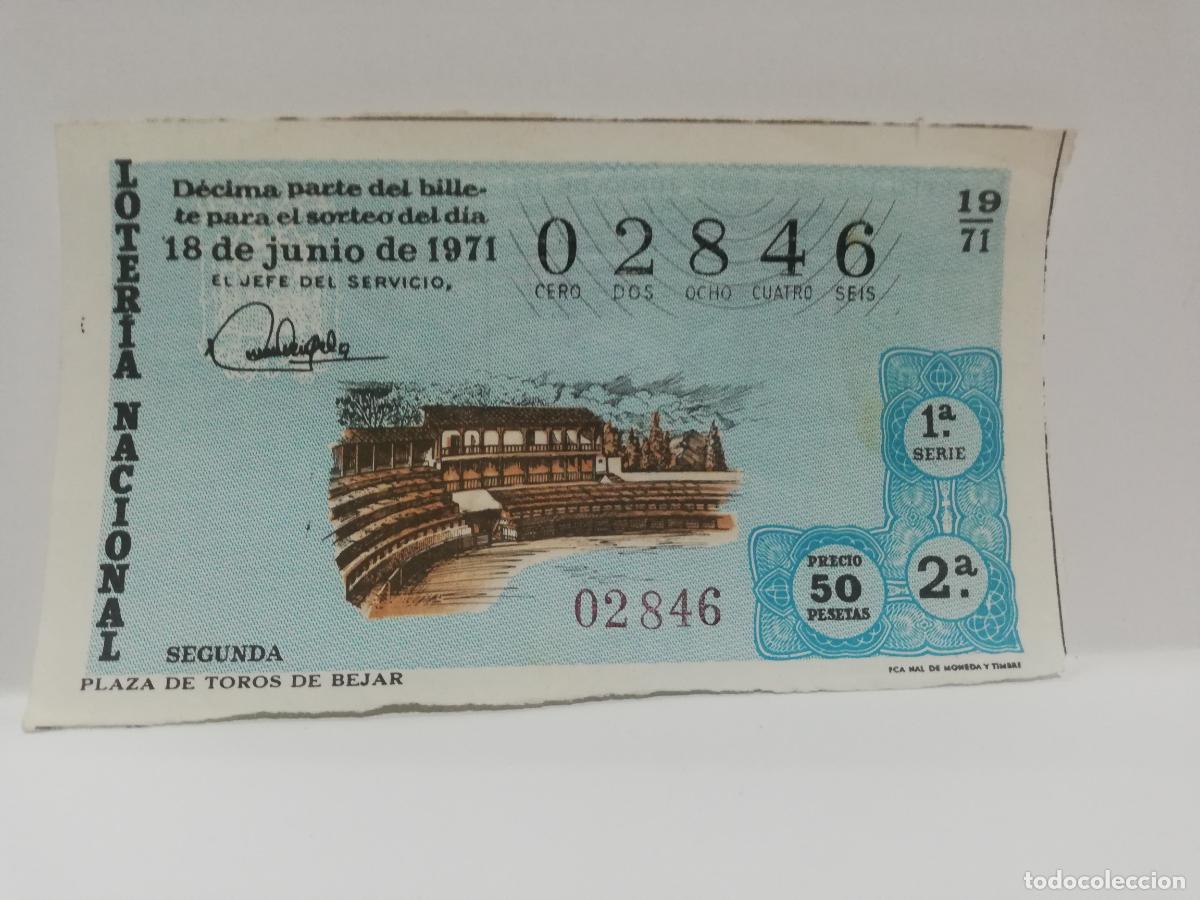 LOTERÍA NACIONAL
Décima parte del bille-
te para el sorteo del día
18 de junio de 1971
EL JEFE DEL SERVICIO,
02846
CERO DOS OCHO CUATRO SEIS
19
71
1.ª
SERIE
PRECIO
50
PESETAS
2.ª
02846
SEGUNDA
PLAZA DE TOROS DE BEJAR
FCA NAL DE MONEDA Y TIMBRE
todocoleccion